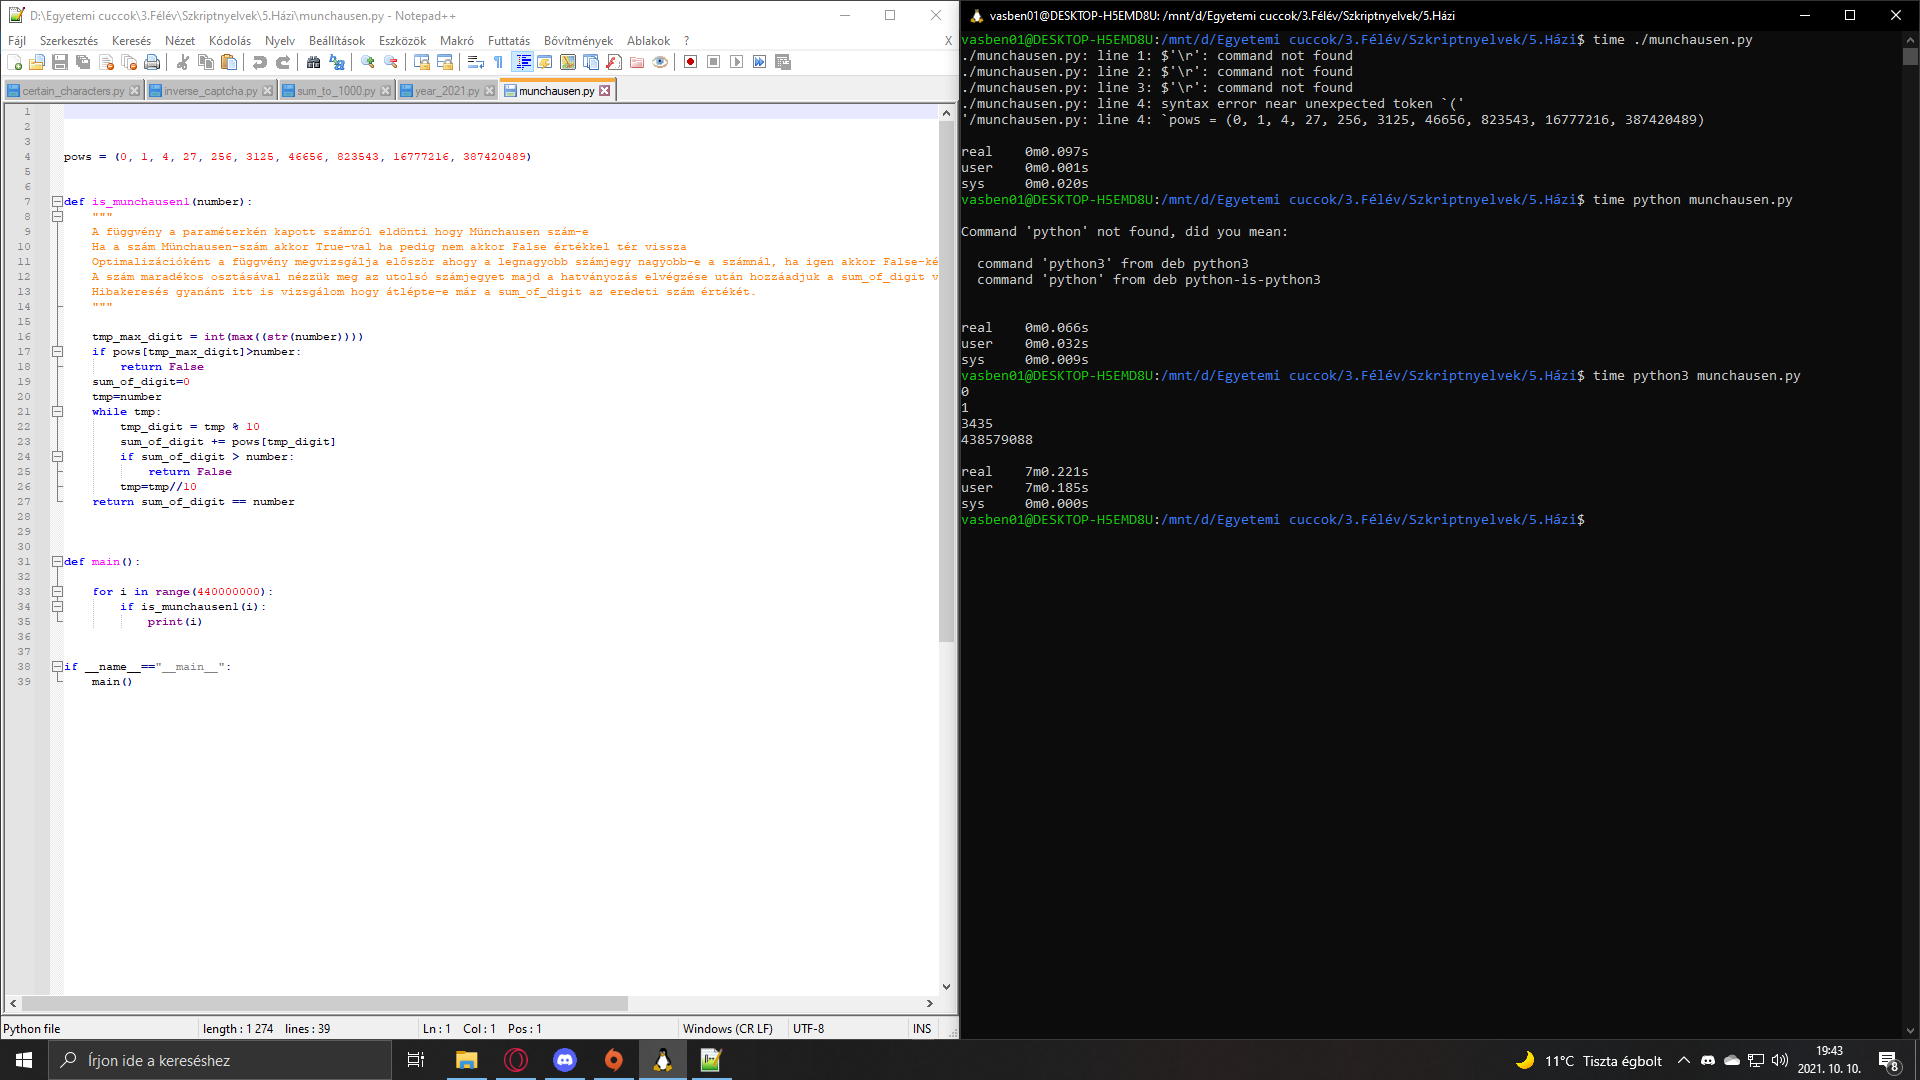 D:\Egyetemi cuccok\3.Félév\Szkriptnyelvek\5.Házi\munchausen.py - Notepad++
Fájl Szerkesztés Keresés Nézet Kódolás Nyelv Beállítások Eszközök Makró Futtatás Bővítmények Ablakok ? X
certain_characters.py inverse_captcha.py sum_to_1000.py year_2021.py munchausen.py
1
2
3
4 pows = (0, 1, 4, 27, 256, 3125, 46656, 823543, 16777216, 387420489)
5
6
7 def is_munchausen1(number):
8 """
9 A függvény a paraméterkén kapott számról eldönti hogy Münchausen szám-e
10 Ha a szám Münchausen-szám akkor True-val ha pedig nem akkor False értékkel tér vissza
11 Optimalizációként a függvény megvizsgálja először ahogy a legnagyobb számjegy nagyobb-e a számnál, ha igen akkor False-ké
12 A szám maradékos osztásával nézzük meg az utolsó számjegyet majd a hatványozás elvégzése után hozzáadjuk a sum_of_digit v
13 Hibakeresés gyanánt itt is vizsgálom hogy átlépte-e már a sum_of_digit az eredeti szám értékét.
14 """
15
16 tmp_max_digit = int(max((str(number))))
17 if pows[tmp_max_digit]>number:
18 return False
19 sum_of_digit=0
20 tmp=number
21 while tmp:
22 tmp_digit = tmp % 10
23 sum_of_digit += pows[tmp_digit]
24 if sum_of_digit > number:
25 return False
26 tmp=tmp//10
27 return sum_of_digit == number
28
29
30
31 def main():
32
33 for i in range(440000000):
34 if is_munchausen1(i):
35 print(i)
36
37
38 if __name__=="__main__":
39 main()
Python file length : 1 274 lines : 39 Ln : 1 Col : 1 Pos : 1 Windows (CR LF) UTF-8 INS
vasben01@DESKTOP-H5EMD8U: /mnt/d/Egyetemi cuccok/3.Félév/Szkriptnyelvek/5.Házi
vasben01@DESKTOP-H5EMD8U:/mnt/d/Egyetemi cuccok/3.Félév/Szkriptnyelvek/5.Házi$ time ./munchausen.py
./munchausen.py: line 1: $'\r': command not found
./munchausen.py: line 2: $'\r': command not found
./munchausen.py: line 3: $'\r': command not found
./munchausen.py: line 4: syntax error near unexpected token `('
'/munchausen.py: line 4: `pows = (0, 1, 4, 27, 256, 3125, 46656, 823543, 16777216, 387420489)
real 0m0.097s
user 0m0.001s
sys 0m0.020s
vasben01@DESKTOP-H5EMD8U:/mnt/d/Egyetemi cuccok/3.Félév/Szkriptnyelvek/5.Házi$ time python munchausen.py
Command 'python' not found, did you mean:
command 'python3' from deb python3
command 'python' from deb python-is-python3
real 0m0.066s
user 0m0.032s
sys 0m0.009s
vasben01@DESKTOP-H5EMD8U:/mnt/d/Egyetemi cuccok/3.Félév/Szkriptnyelvek/5.Házi$ time python3 munchausen.py
0
1
3435
438579088
real 7m0.221s
user 7m0.185s
sys 0m0.000s
vasben01@DESKTOP-H5EMD8U:/mnt/d/Egyetemi cuccok/3.Félév/Szkriptnyelvek/5.Házi$
Írjon ide a kereséshez
11°C Tiszta égbolt
19:43
2021. 10. 10.
8